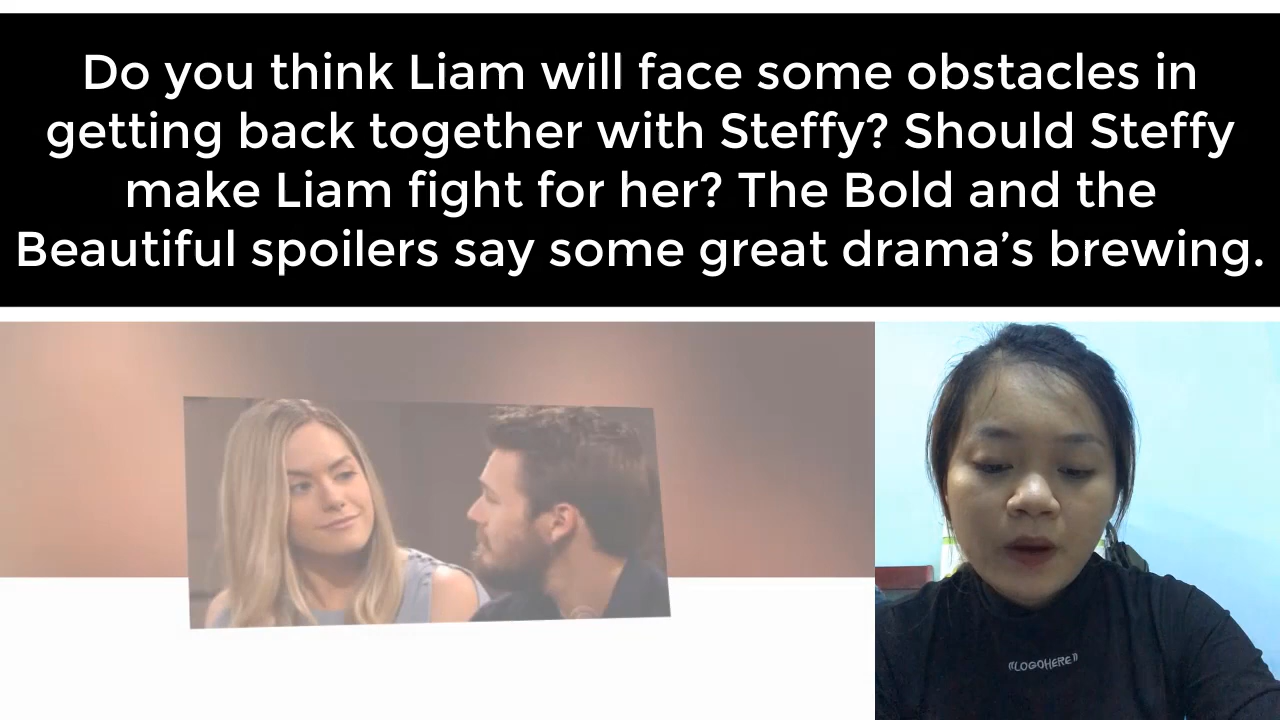 Do you think Liam will face some obstacles in
getting back together with Steffy? Should Steffy
make Liam fight for her? The Bold and the
Beautiful spoilers say some great drama’s brewing.
"LOGOHERE"